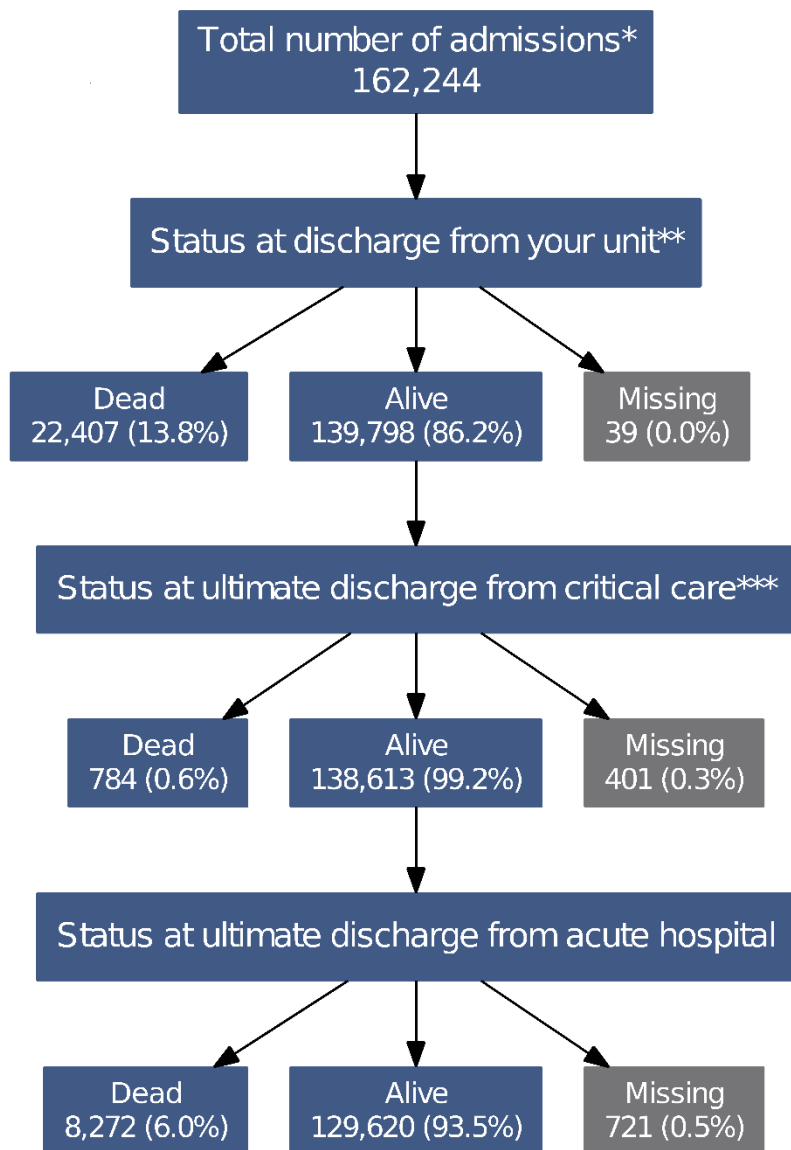 Total number of admissions*
162,244
Status at discharge from your unit**
Dead
22,407 (13.8%)
Alive
139,798 (86.2%)
Missing
39 (0.0%)
Status at ultimate discharge from critical care***
Dead
784 (0.6%)
Alive
138,613 (99.2%)
Missing
401 (0.3%)
Status at ultimate discharge from acute hospital
Dead
8,272 (6.0%)
Alive
129,620 (93.5%)
Missing
721 (0.5%)